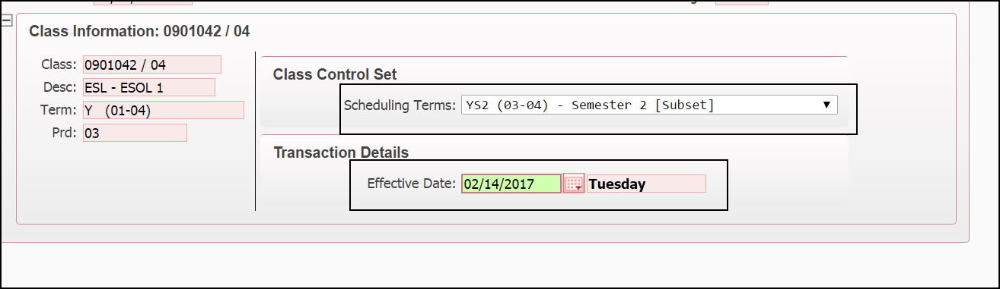 Class Information: 0901042 / 04
Class: 0901042 / 04
Desc: ESL - ESOL 1
Term: Y (01-04)
Prd: 03
Class Control Set
Scheduling Terms: YS2 (03-04) - Semester 2 [Subset]
Transaction Details
Effective Date: 02/14/2017 Tuesday